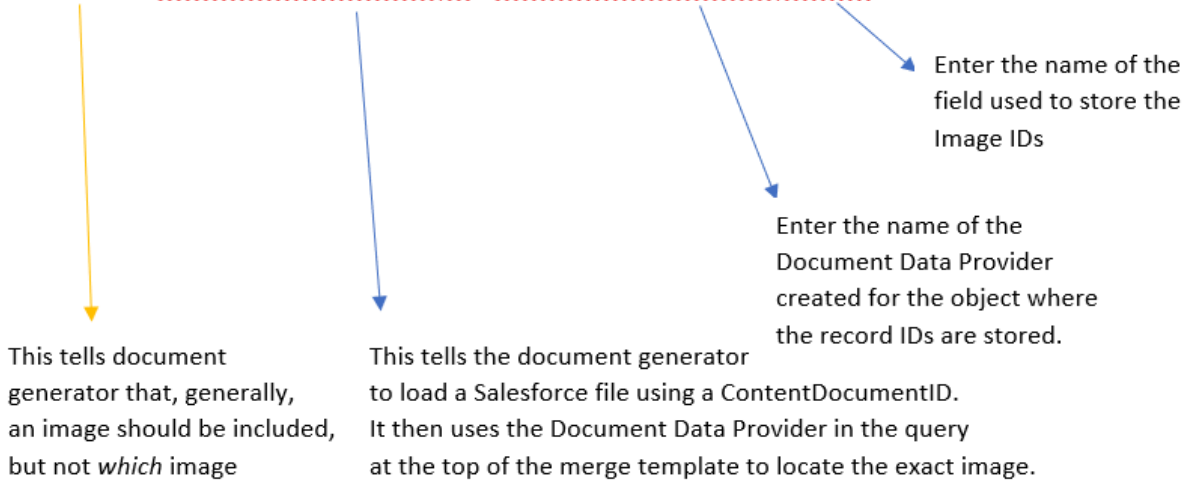 Enter the name of the
field used to store the
Image IDs
Enter the name of the
Document Data Provider
created for the object where
the record IDs are stored.
This tells document
generator that, generally,
an image should be included,
but not which image
This tells the document generator
to load a Salesforce file using a ContentDocumentID.
It then uses the Document Data Provider in the query
at the top of the merge template to locate the exact image.